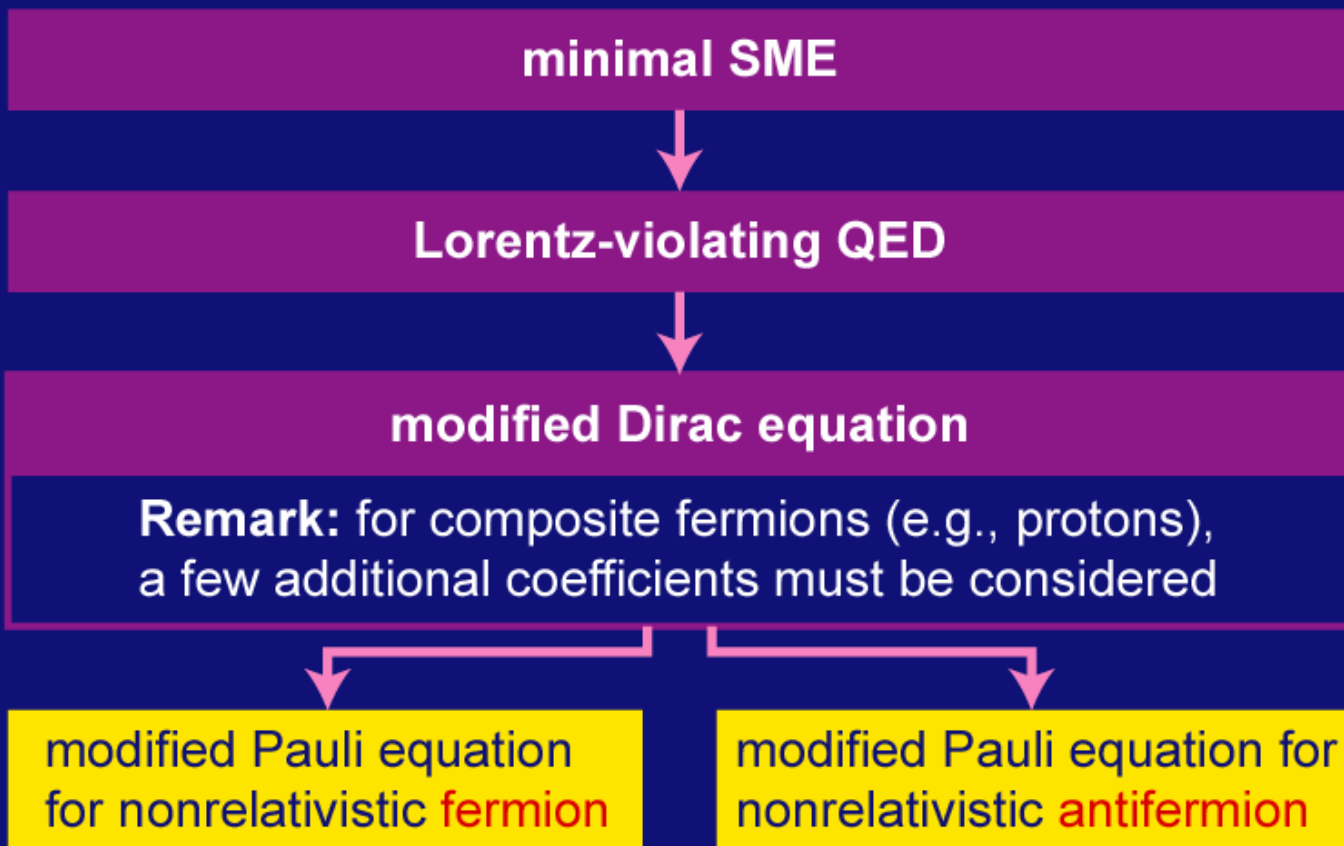 minimal SME
Lorentz-violating QED
modified Dirac equation
Remark: for composite fermions (e.g., protons),
a few additional coefficients must be considered
modified Pauli equation
for nonrelativistic fermion
modified Pauli equation for
nonrelativistic antifermion